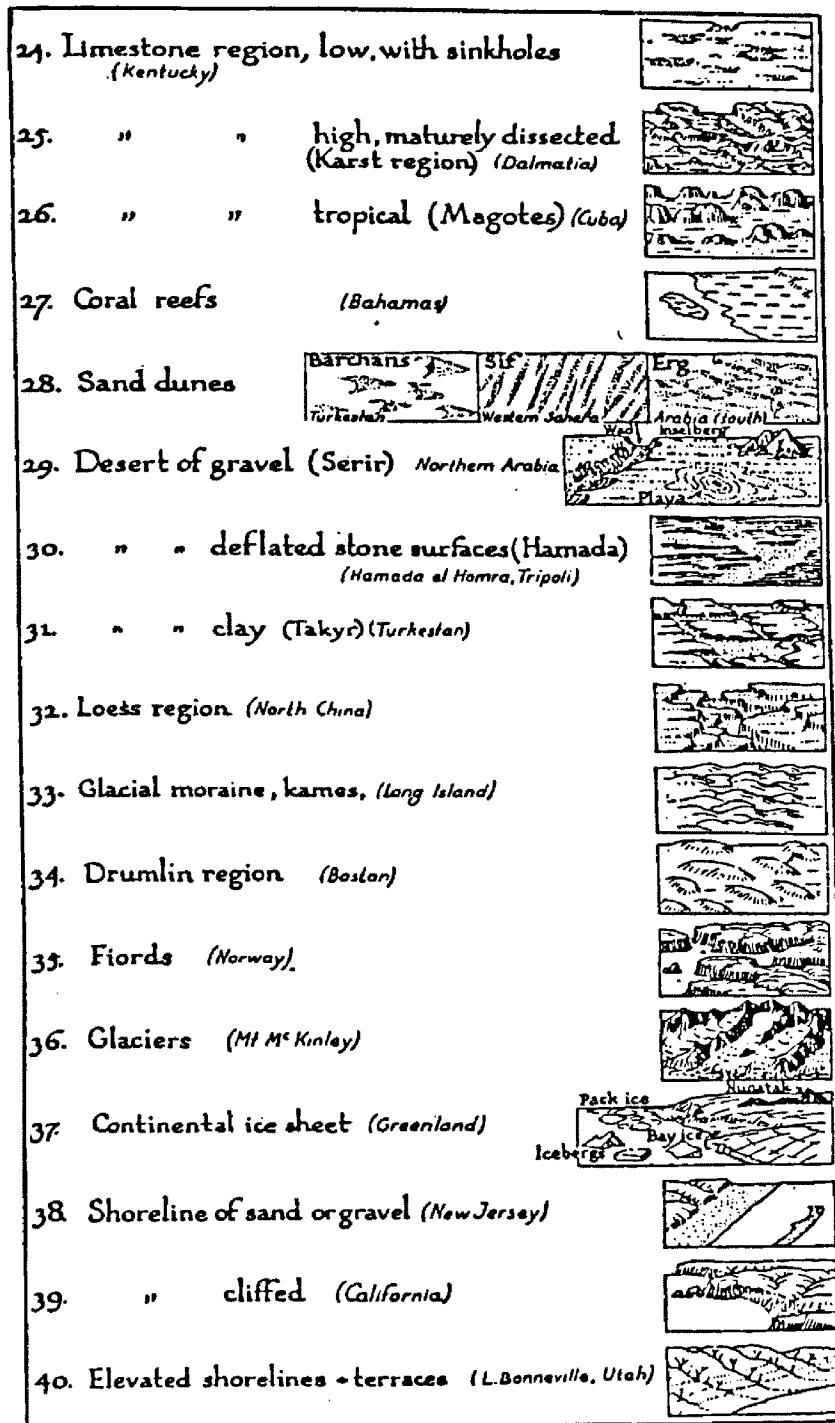 24. Limestone region, low, with sinkholes
(Kentucky)
25. " " high, maturely dissected
(Karst region) (Dalmatia)
26. " " tropical (Magotes) (Cuba)
27. Coral reefs (Bahamas)
28. Sand dunes Barchans Sif Erg
Turkestan Western Sahara Arabia (south)
Wadi Inselberg
29. Desert of gravel (Serir) Northern Arabia
Playa
30. " " deflated stone surfaces (Hamada)
(Hamada el Homra, Tripoli)
31. " " clay (Takyr) (Turkestan)
32. Loess region (North China)
33. Glacial moraine, kames, (Long Island)
34. Drumlin region (Boston)
35. Fiords (Norway).
36. Glaciers (Mt Mc Kinley)
Nunatak
Pack ice
37. Continental ice sheet (Greenland)
Bay ice
Icebergs
38. Shoreline of sand or gravel (New Jersey)
39. " cliffed (California)
40. Elevated shorelines + terraces (L. Bonneville, Utah)